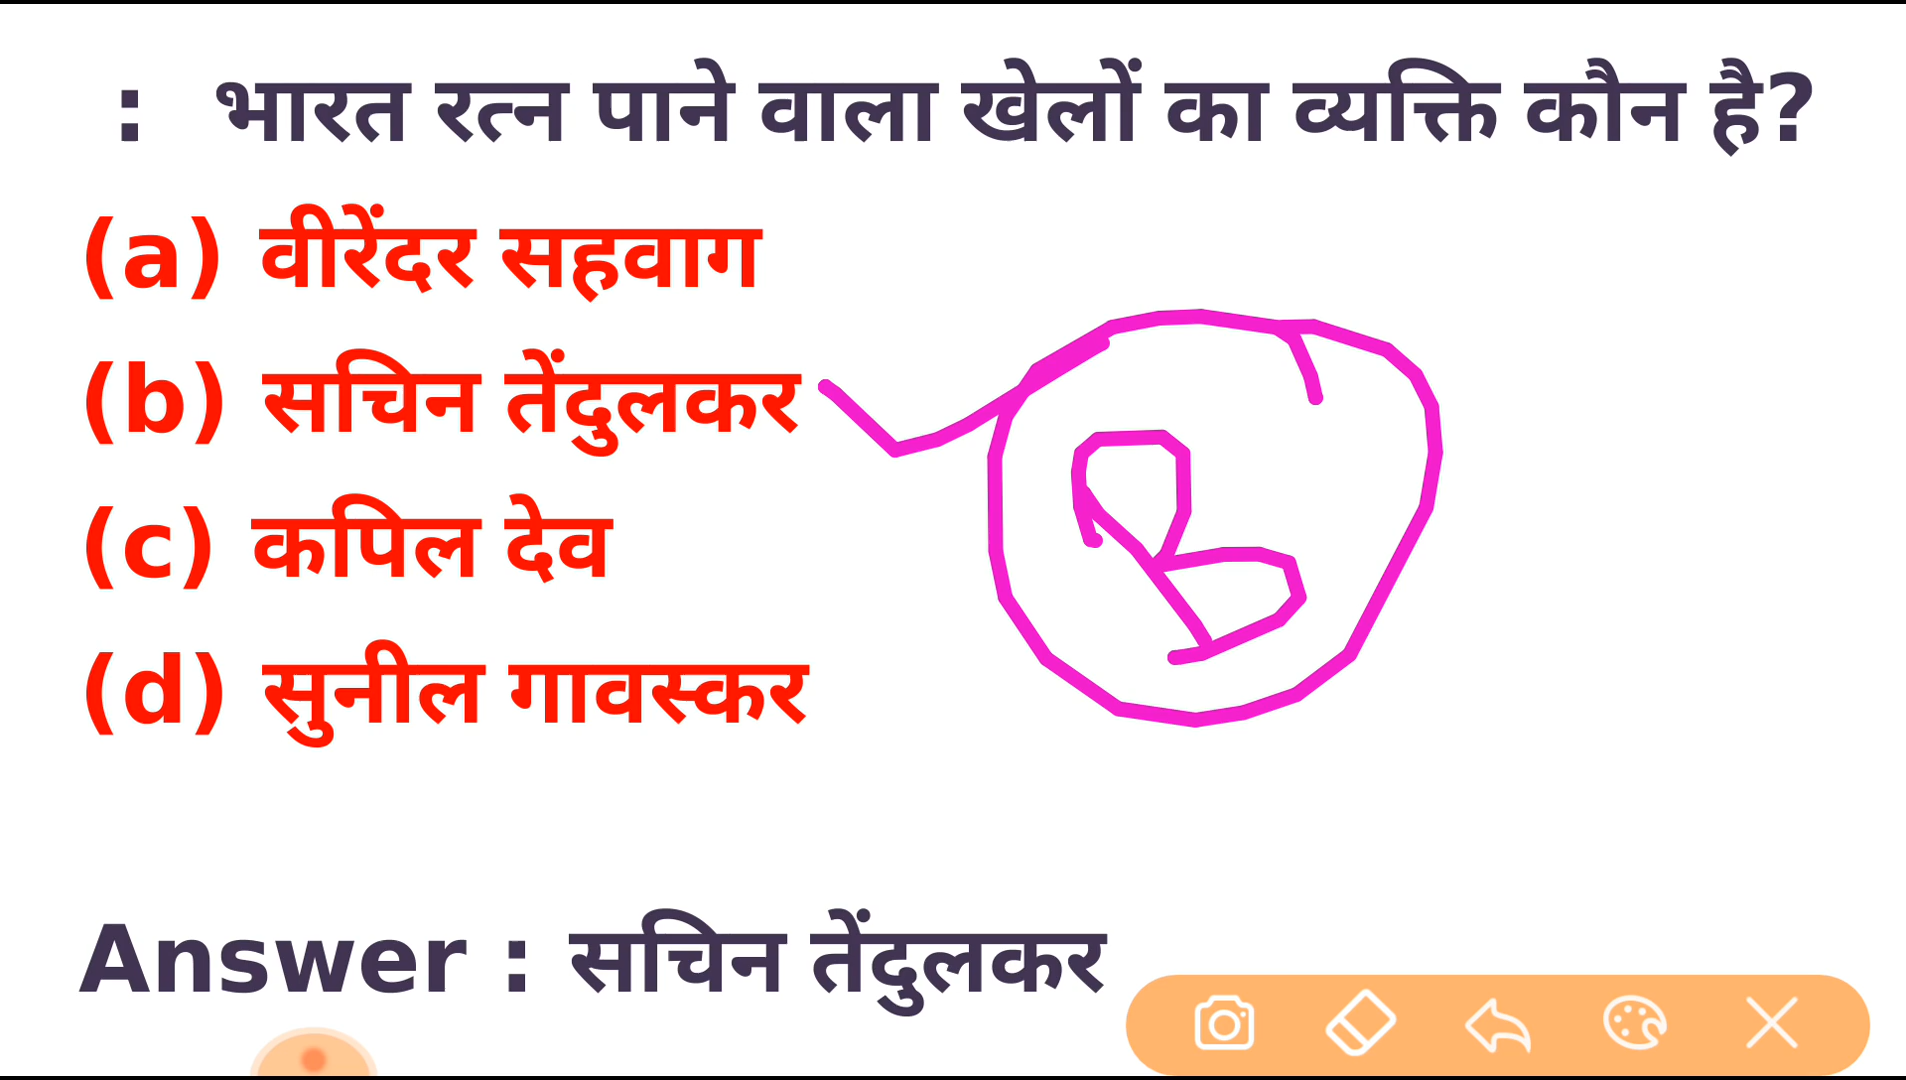 : भारत रत्न पाने वाला खेलों का व्यक्ति कौन है?
(a) वीरेंदर सहवाग
(b) सचिन तेंदुलकर
(c) कपिल देव
(d) सुनील गावस्कर
B
Answer : सचिन तेंदुलकर